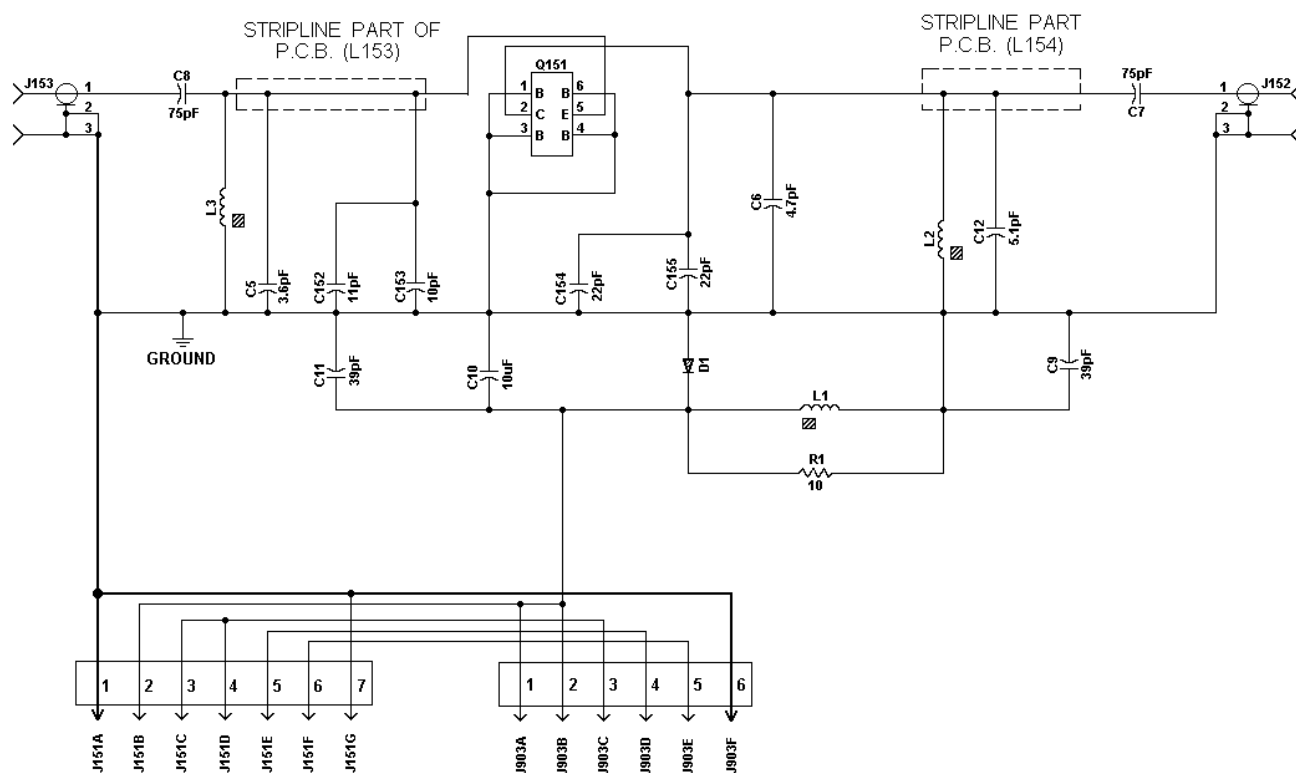 STRIPLINE PART OF
P.C.B. (L153)
STRIPLINE PART
P.C.B. (L154)
Q151
J153
1
2
3
C8
75pF
1 B B 6
2 C E 5
3 B B 4
75pF
C7
1
2
3
J152
L3
C5
3.6pF
C152
11pF
C153
10pF
C154
22pF
C155
22pF
C6
4.7pF
L2
C12
5.1pF
GROUND
C11
39pF
C10
10uF
D1
L1
C9
39pF
R1
10
1 2 3 4 5 6 7
1 2 3 4 5 6
J151A
J151B
J151C
J151D
J151E
J151F
J151G
J903A
J903B
J903C
J903D
J903E
J903F